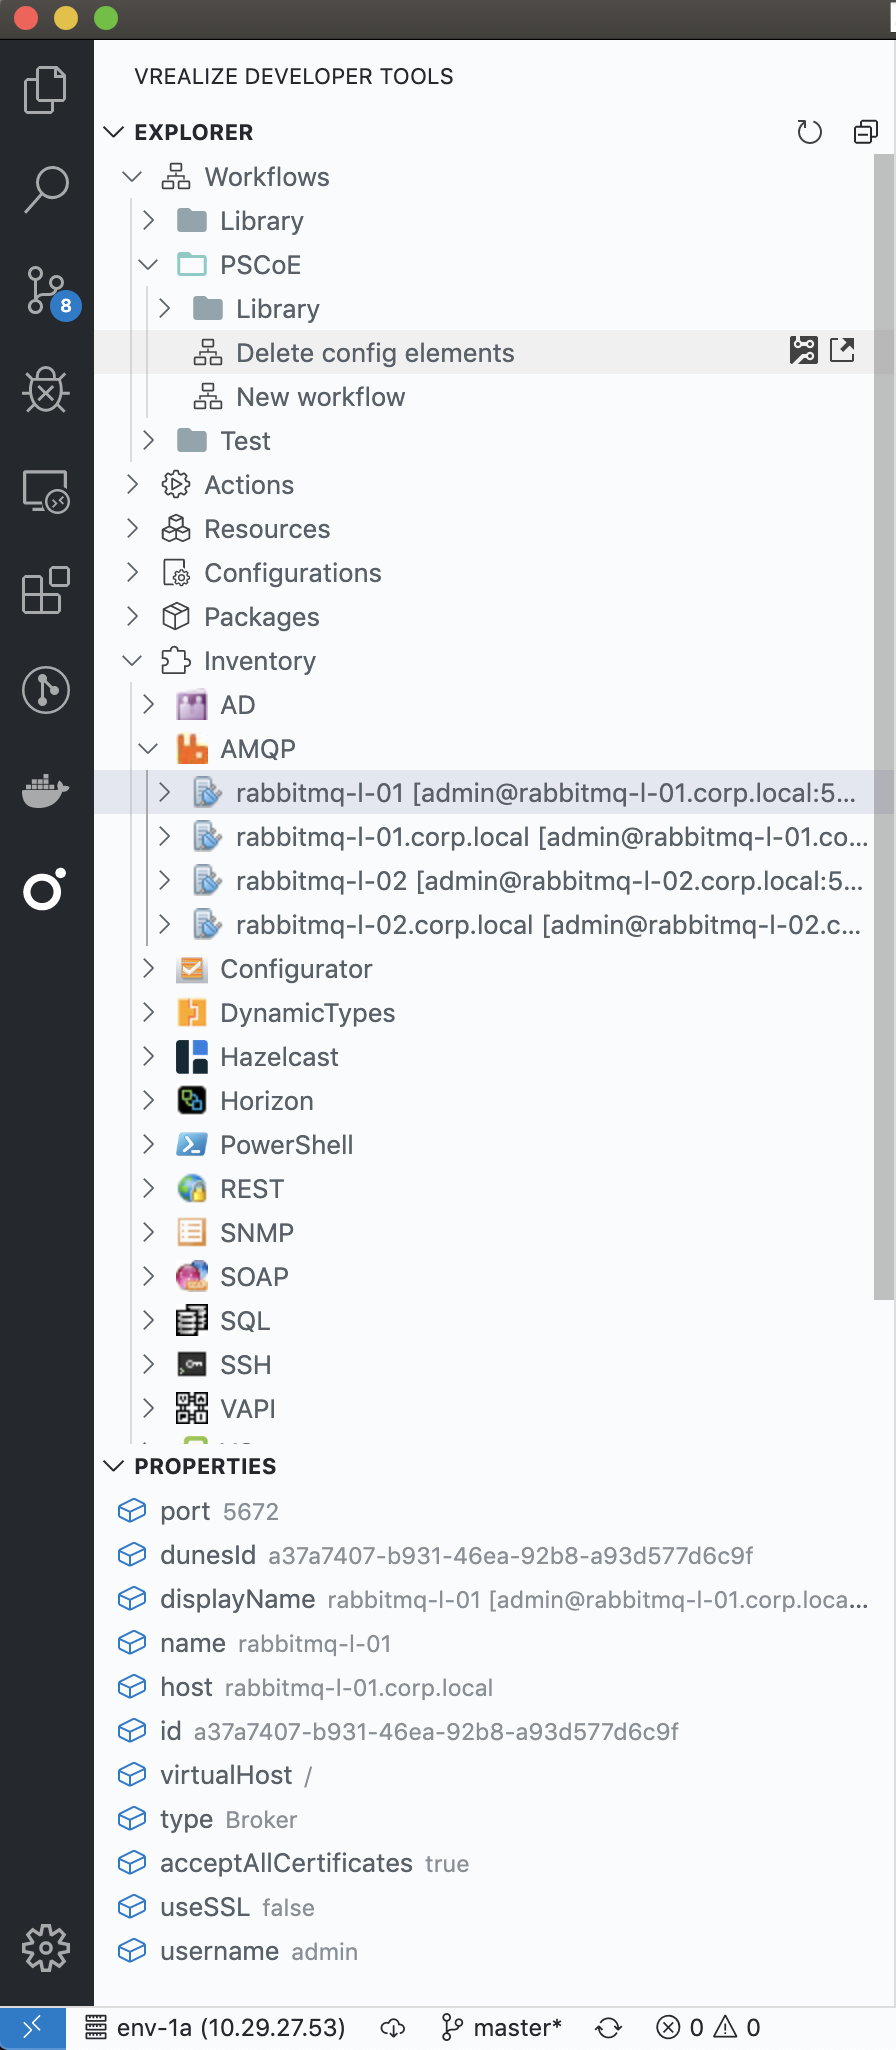 VREALIZE DEVELOPER TOOLS
EXPLORER
Workflows
Library
PSCoE
Library
8
Delete config elements
New workflow
Test
Actions
Resources
Configurations
Packages
Inventory
AD
AMQP
rabbitmq-l-01 [admin@rabbitmq-l-01.corp.local:5...
rabbitmq-l-01.corp.local [admin@rabbitmq-l-01.co...
rabbitmq-l-02 [admin@rabbitmq-l-02.corp.local:5...
rabbitmq-l-02.corp.local [admin@rabbitmq-l-02.c...
Configurator
DynamicTypes
Hazelcast
Horizon
PowerShell
REST
SNMP
SOAP
SQL
SSH
VAPI
PROPERTIES
port 5672
dunesId a37a7407-b931-46ea-92b8-a93d577d6c9f
displayName rabbitmq-l-01 [admin@rabbitmq-l-01.corp.loca...
name rabbitmq-l-01
host rabbitmq-l-01.corp.local
id a37a7407-b931-46ea-92b8-a93d577d6c9f
virtualHost /
type Broker
acceptAllCertificates true
useSSL false
username admin
env-1a (10.29.27.53) master* 0 0